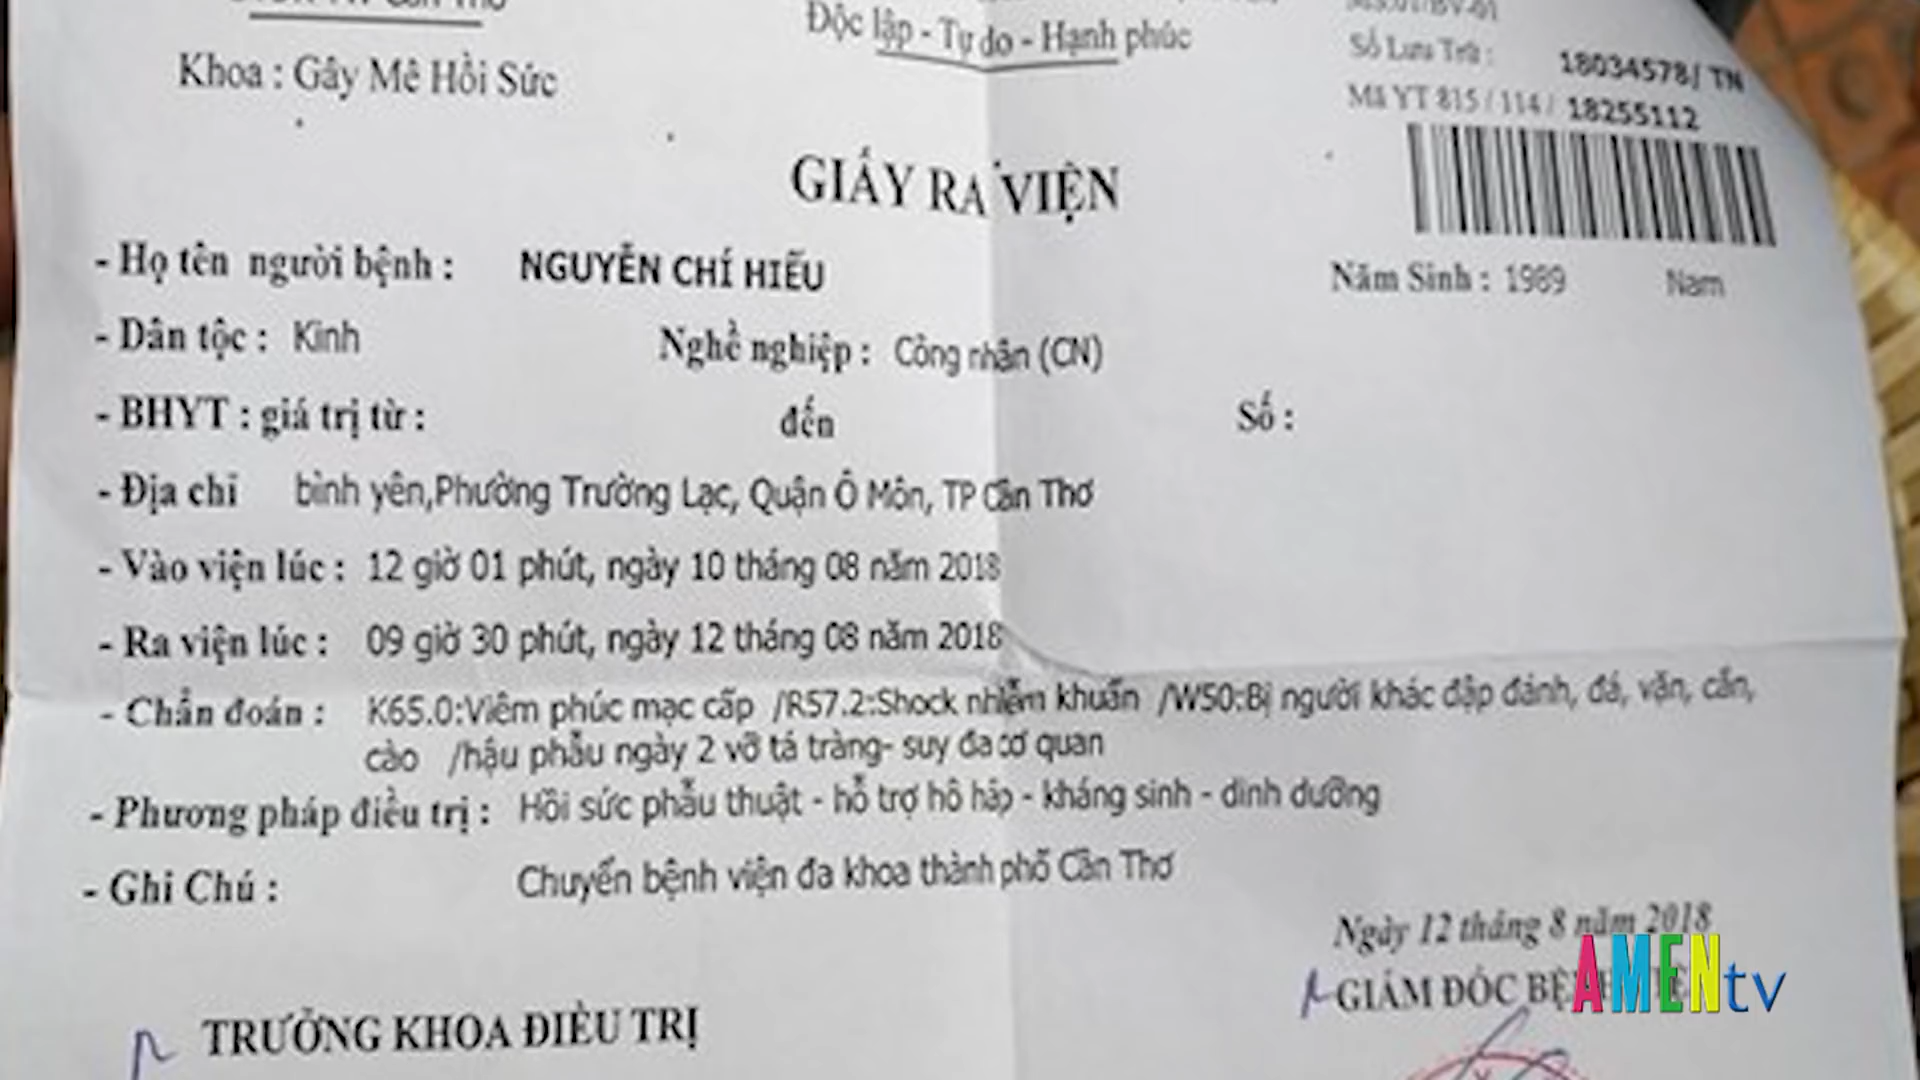 Độc lập - Tự do - Hạnh phúc
Số Lưu Trữ : 18034578/ TN
Khoa : Gây Mê Hồi Sức
Mã YT 815 / 114 / 18255112
GIẤY RA VIỆN
- Họ tên người bệnh : NGUYỄN CHÍ HIẾU Năm Sinh : 1989 Nam
- Dân tộc : Kinh Nghề nghiệp : Công nhân (CN)
- BHYT : giá trị từ : đến Số :
- Địa chỉ bình yên,Phường Trường Lạc, Quận Ô Môn, TP Cần Thơ
- Vào viện lúc : 12 giờ 01 phút, ngày 10 tháng 08 năm 2018
- Ra viện lúc : 09 giờ 30 phút, ngày 12 tháng 08 năm 2018
- Chẩn đoán : K65.0:Viêm phúc mạc cấp /R57.2:Shock nhiễm khuẩn /W50:Bị người khác đập đánh, đá, vặn, cắn,
cào /hậu phẫu ngày 2 vỡ tá tràng- suy đa cơ quan
- Phương pháp điều trị : Hồi sức phẫu thuật - hỗ trợ hô hấp - kháng sinh - dinh dưỡng
- Ghi Chú : Chuyển bệnh viện đa khoa thành phố Cần Thơ
Ngày 12 tháng 8 năm 2018
GIÁM ĐỐC
AMENtv
TRƯỞNG KHOA ĐIỀU TRỊ